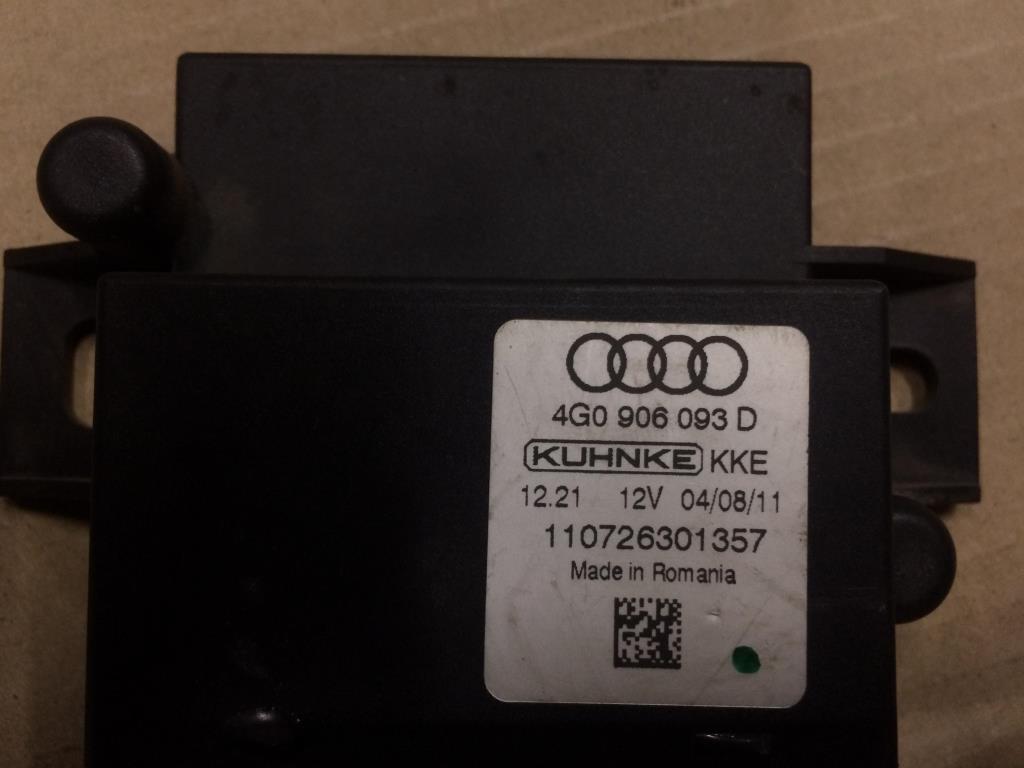 4G0 906 093 D
KUHNKE KKE
12.21 12V 04/08/11
110726301357
Made in Romania